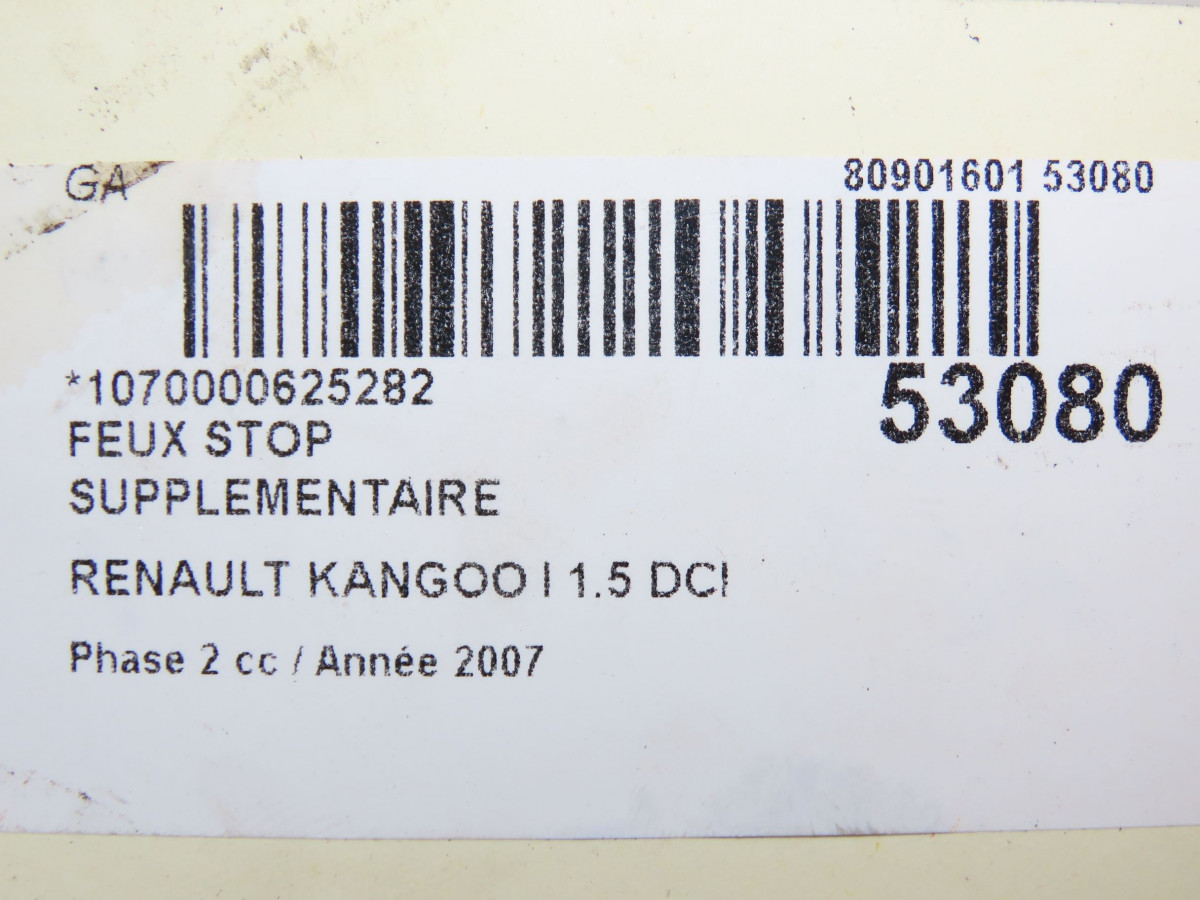 GA
80901601 53080
*1070000625282
53080
FEUX STOP
SUPPLEMENTAIRE
RENAULT KANGOO I 1.5 DCI
Phase 2 cc / Année 2007